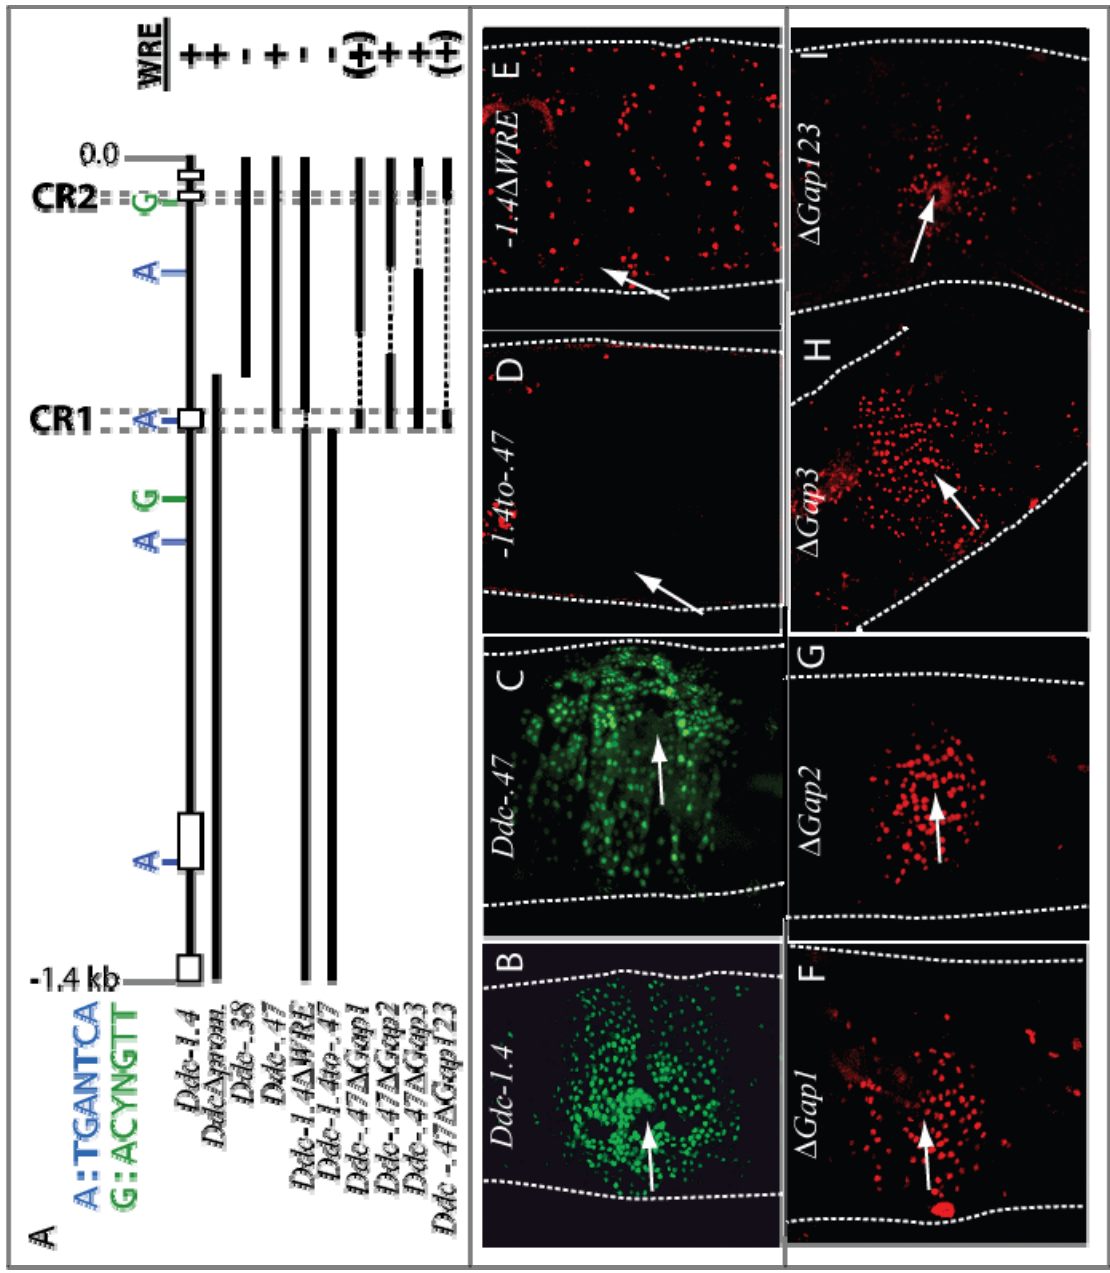 A
A::TGANTCA
G::ACYNGTT
-1.4 kb
CR1
CR2
0.0
WRE
A
A
G
A
A
G
Ddc-1.4 +
DdcΔprom. +
Ddc-.38 -
Ddc-.47 +
Ddc-1.4ΔWRE -
Ddc-1.4to-.47 -
Ddc-.47ΔGap1 (+)
Ddc-.47ΔGap2 +
Ddc-.47ΔGap3 +
Ddc-.47ΔGap123 (+)
Ddc-1.4 B
Ddc-.47 C
-1.4to-.47 D
-1.4ΔWRE E
ΔGap1 F
ΔGap2 G
ΔGap3 H
ΔGap123 I